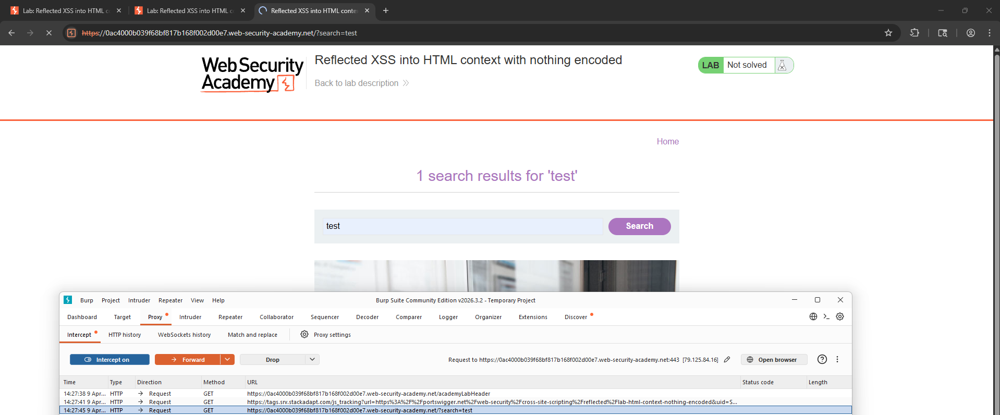 Lab: Reflected XSS into HTML c
Lab: Reflected XSS into HTML c
Reflected XSS into HTML conte
https://0ac4000b039f68bf817b168f002d00e7.web-security-academy.net/?search=test
Web Security
Academy
Reflected XSS into HTML context with nothing encoded
Back to lab description
LAB Not solved
Home
1 search results for 'test'
test
Search
Burp Project Intruder Repeater View Help
Burp Suite Community Edition v2026.3.2 - Temporary Project
Dashboard Target Proxy Intruder Repeater Collaborator Sequencer Decoder Comparer Logger Organizer Extensions Discover
Intercept HTTP history WebSockets history Match and replace Proxy settings
Intercept on Forward Drop Request to https://0ac4000b039f68bf817b168f002d00e7.web-security-academy.net:443 [79.125.84.16] Open browser
Time Type Direction Method URL Status code Length
14:27:38 9 Apr... HTTP Request GET https://0ac4000b039f68bf817b168f002d00e7.web-security-academy.net/academyLabHeader
14:27:41 9 Apr... HTTP Request GET https://tags.srv.stackadapt.com/js_tracking?url=https%3A%2F%2Fportswigger.net%2Fweb-security%2Fcross-site-scripting%2Freflected%2Flab-html-context-nothing-encoded&uid=S...
14:27:45 9 Apr... HTTP Request GET https://0ac4000b039f68bf817b168f002d00e7.web-security-academy.net/?search=test